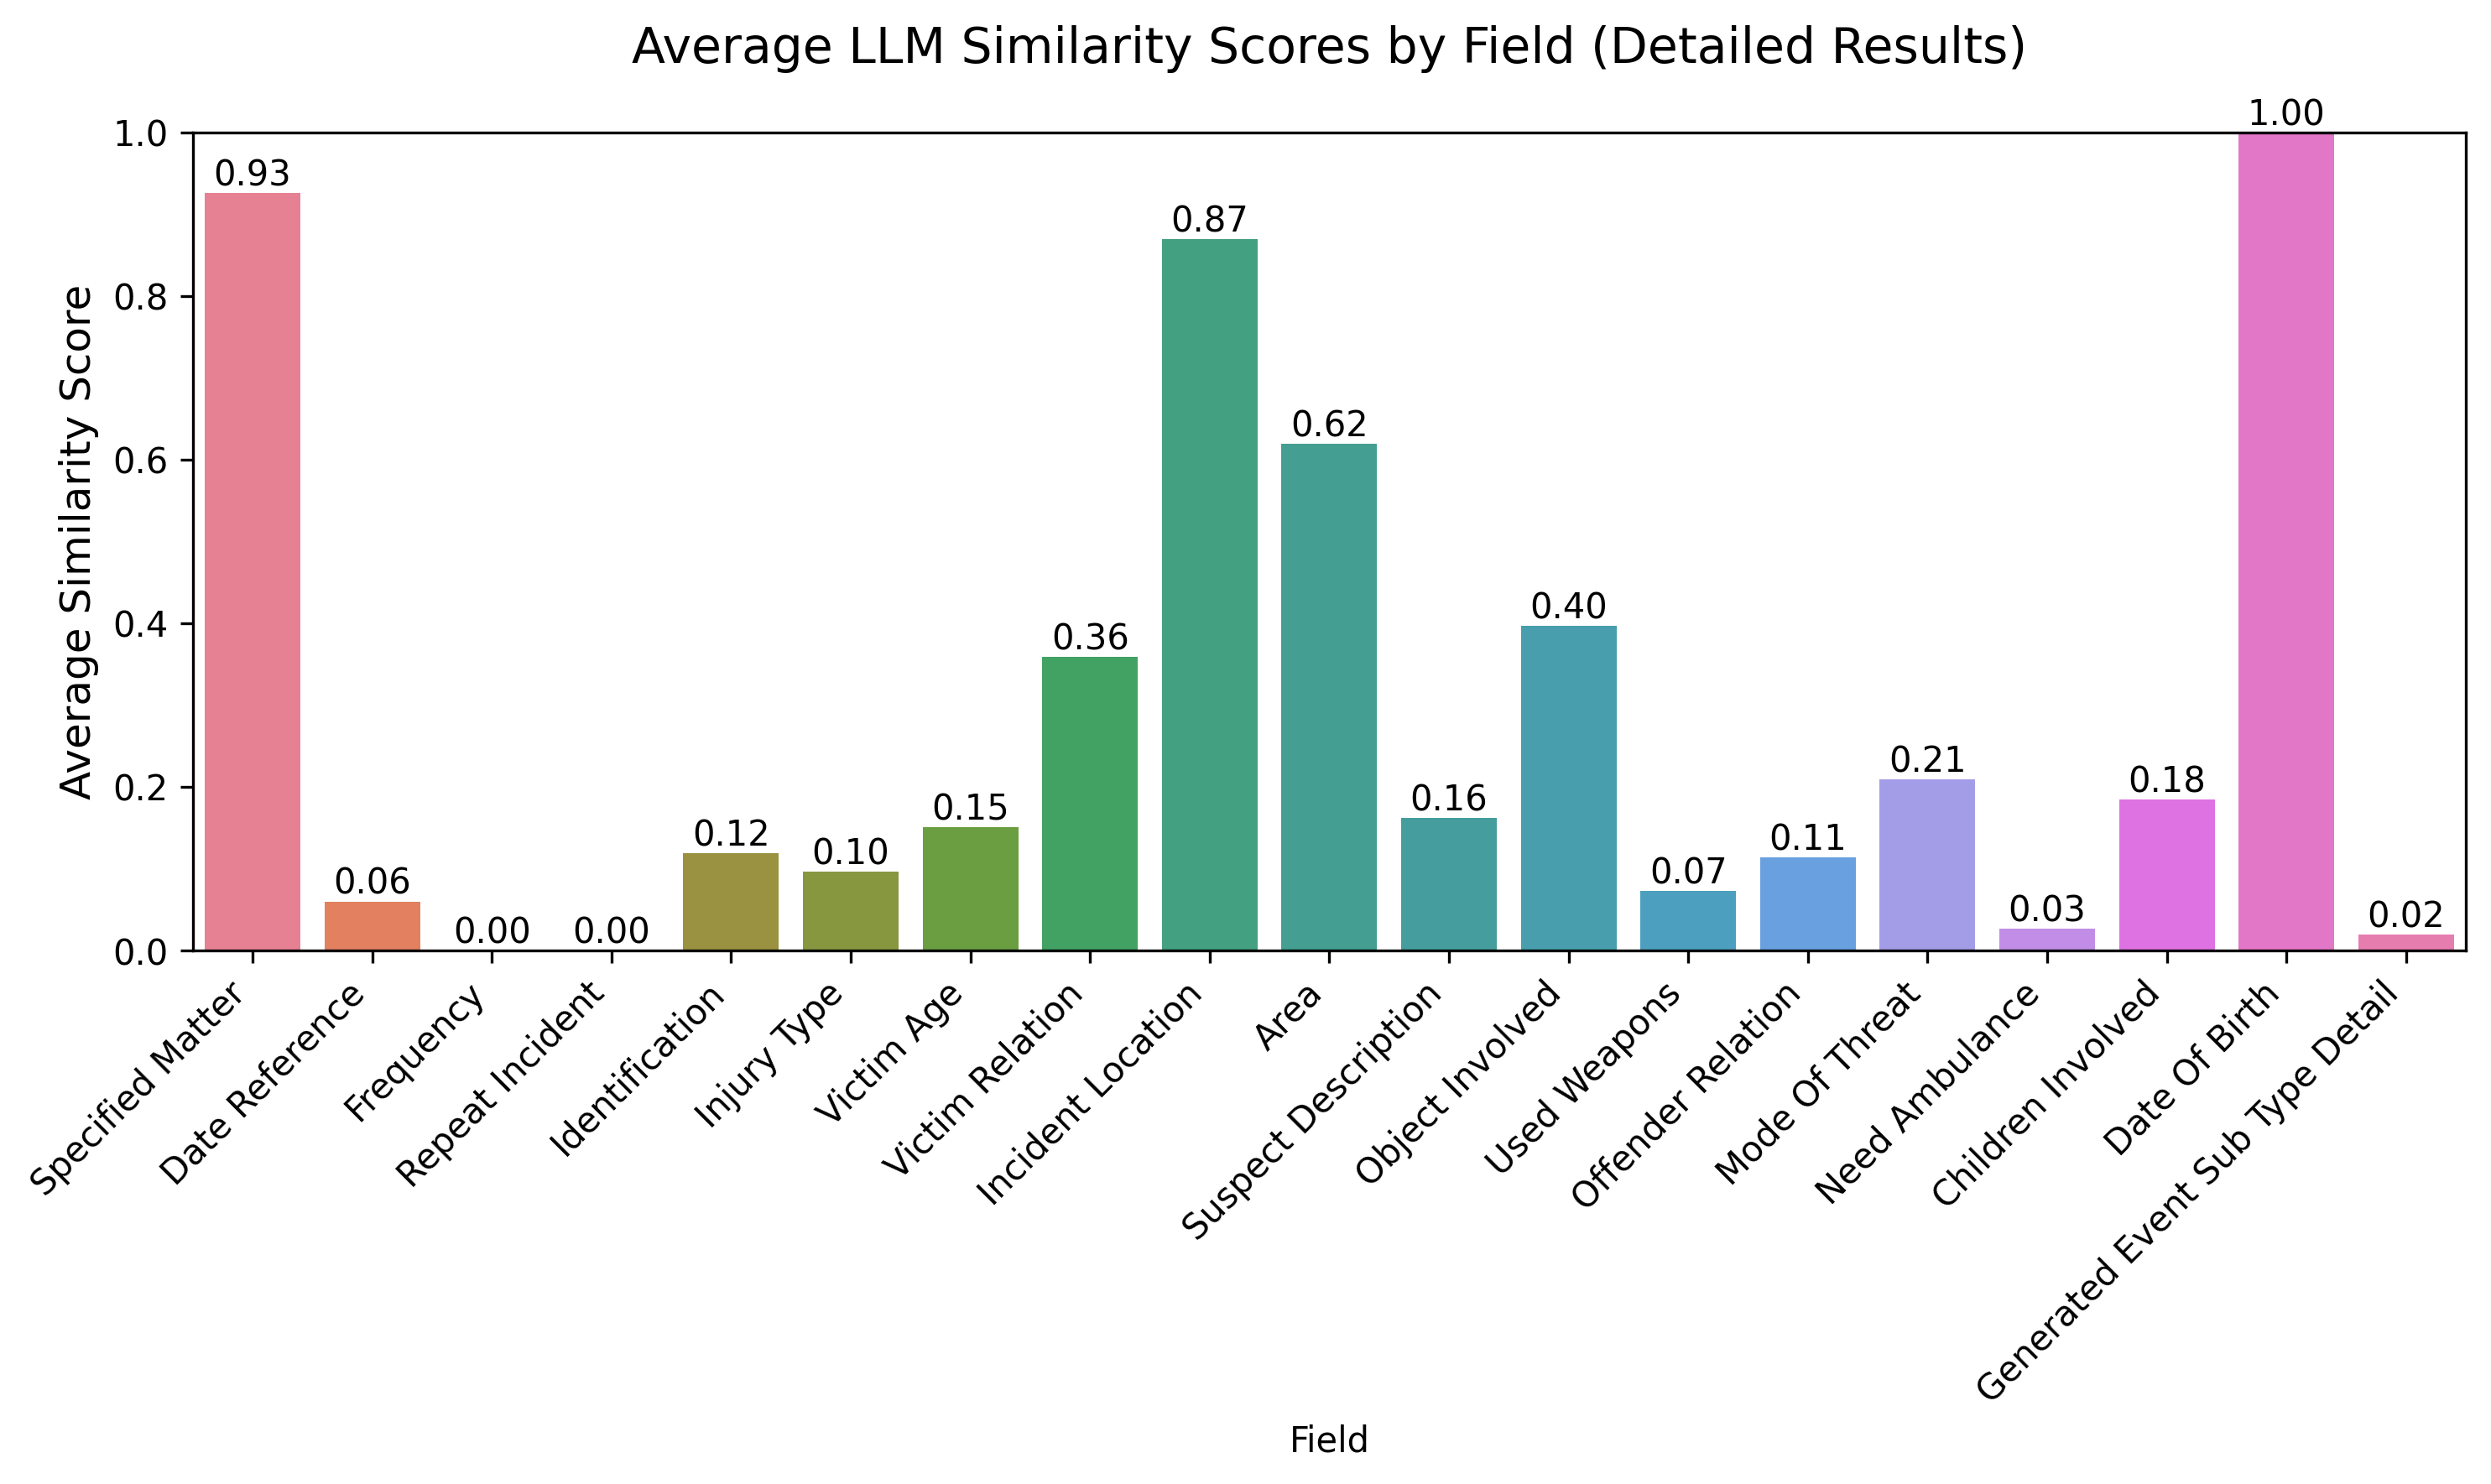 Average LLM Similarity Scores by Field (Detailed Results)
Average Similarity Score
1.0
0.8
0.6
0.4
0.2
0.0
0.93
0.06
0.00
0.00
0.12
0.10
0.15
0.36
0.87
0.62
0.16
0.40
0.07
0.11
0.21
0.03
0.18
1.00
0.02
Specified Matter
Date Reference
Frequency
Repeat Incident
Identification
Injury Type
Victim Age
Victim Relation
Incident Location
Area
Suspect Description
Object Involved
Used Weapons
Offender Relation
Mode Of Threat
Need Ambulance
Children Involved
Date Of Birth
Generated Event Sub Type Detail
Field